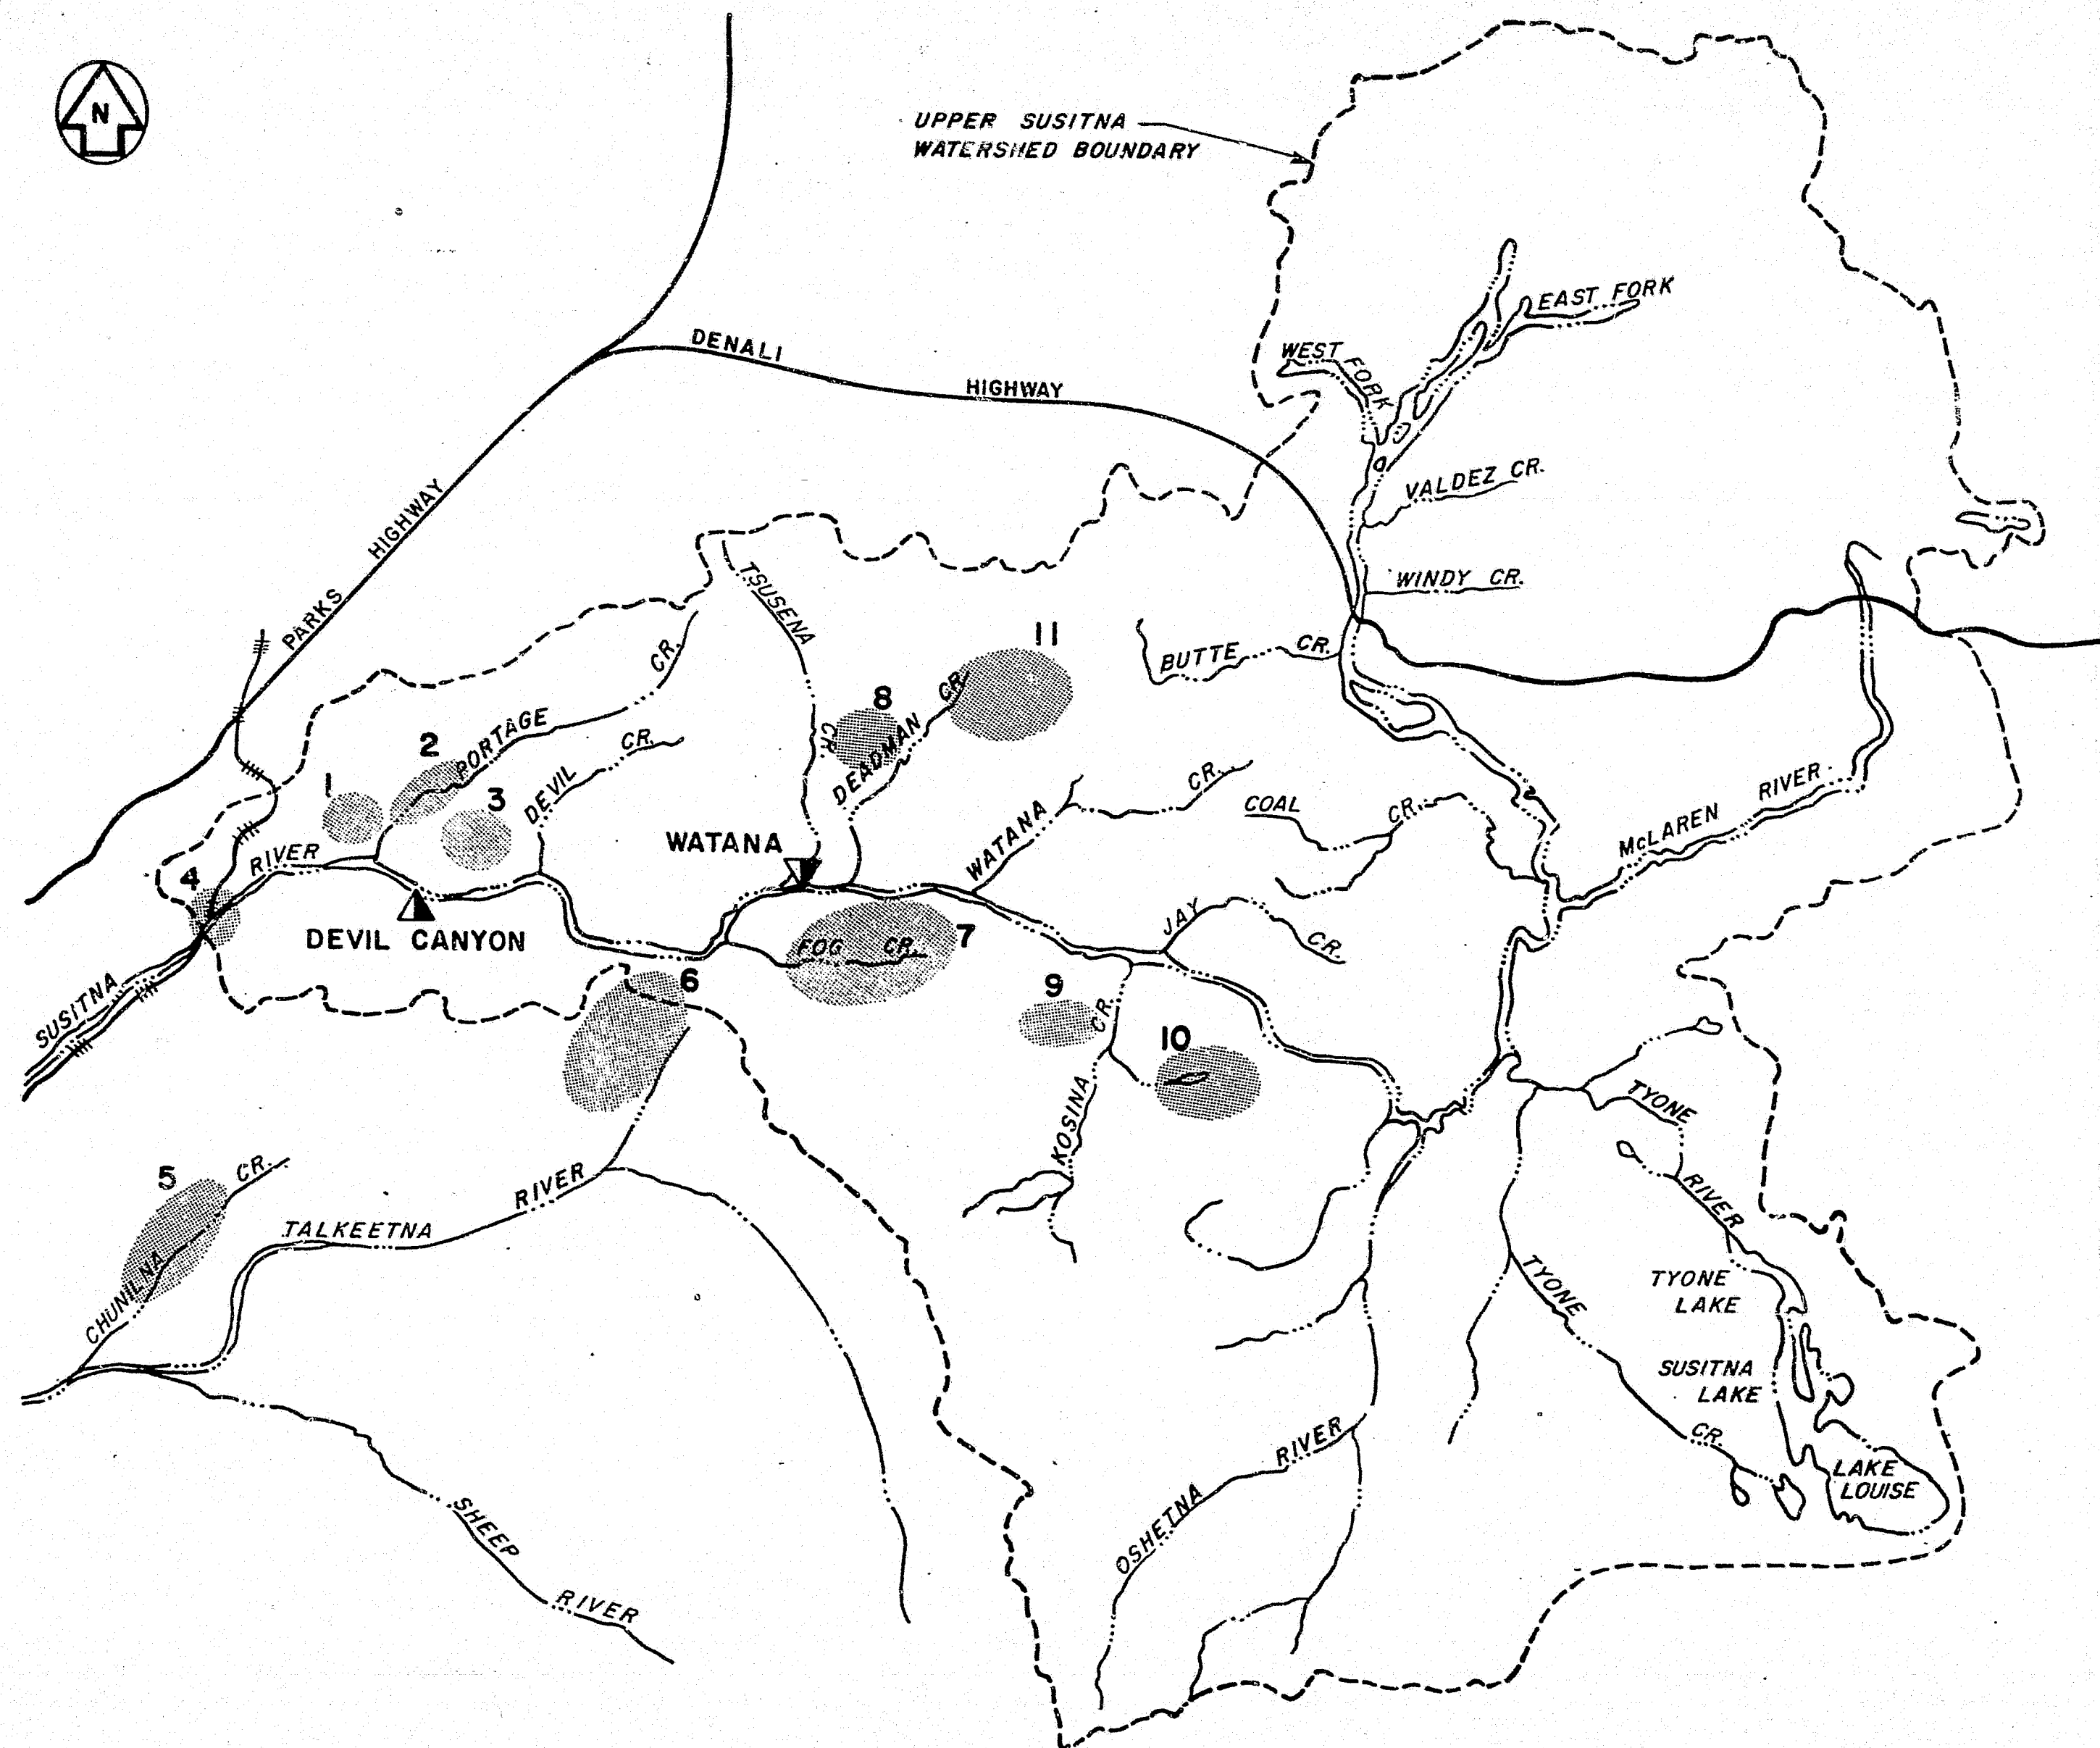 N
UPPER SUSITNA
WATERSHED BOUNDARY
EAST FORK
WEST FORK
DENALI HIGHWAY
VALDEZ CR.
PARKS HIGHWAY
WINDY CR.
TSUSENA CR.
11
BUTTE CR.
8
DEADMAN CR.
2
PORTAGE CR.
1
3
DEVIL CR.
WATANA
WATANA CR.
COAL CR.
McLAREN RIVER
4
RIVER
DEVIL CANYON
7
FOG CR.
JAY CR.
SUSITNA
6
9
10
KOSINA CR.
TYONE RIVER
5
CHUNILNA CR.
TALKEETNA RIVER
TYONE CR.
TYONE
LAKE
SUSITNA
LAKE
LAKE
LOUISE
OSHETNA RIVER
SHEEP RIVER